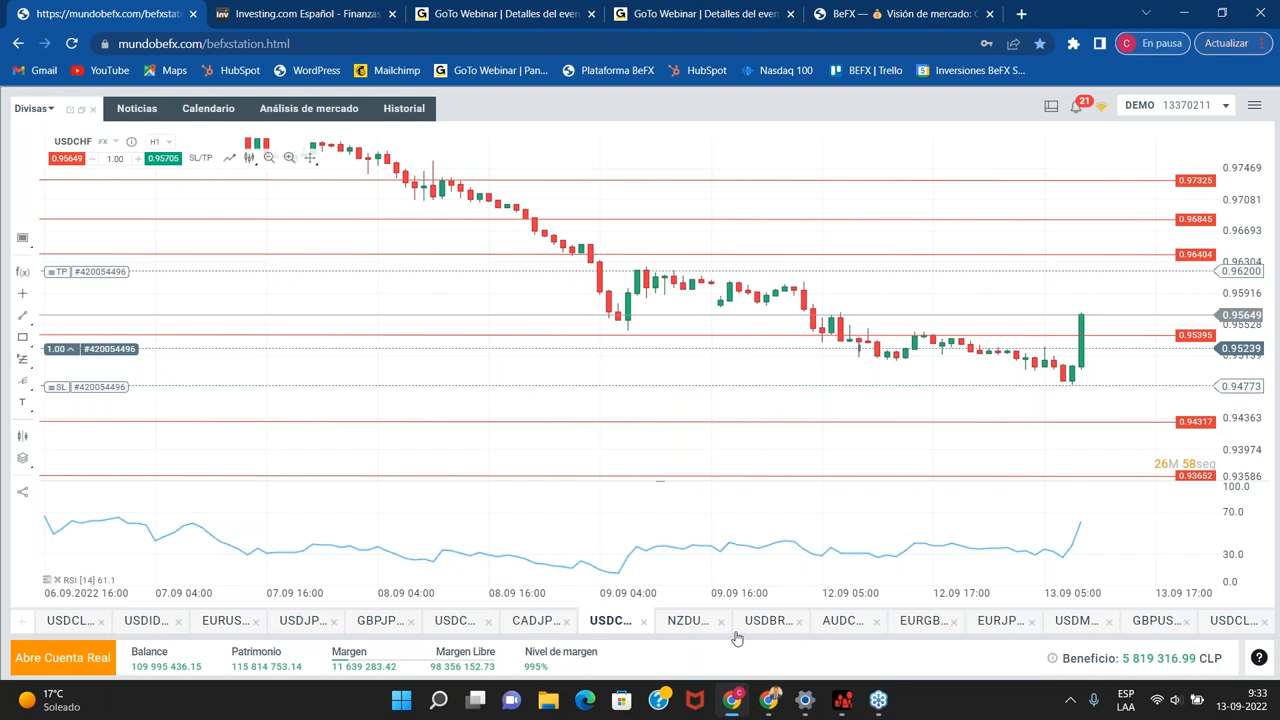 https://mundobefx.com/befxstati
Investing.com Español - Finanzas
GoTo Webinar | Detalles del even
GoTo Webinar | Detalles del even
BeFX — 💰 Visión de mercado: C
mundobefx.com/befxstation.html
C En pausa
Actualizar
Gmail
YouTube
Maps
HubSpot
WordPress
Mailchimp
GoTo Webinar | Pan...
Plataforma BeFX
HubSpot
Nasdaq 100
BEFX | Trello
Inversiones BeFX S...
Divisas
Noticias
Calendario
Análisis de mercado
Historial
21
DEMO 13370211
USDCHF FX H1
0.95649 − 1.00 + 0.95705 SL/TP
0.97469
0.97325
0.97081
0.96845
0.96693
0.96404
0.96304
TP #420054496
0.96200
0.95916
0.95649
0.95528
0.95395
1.00 #420054496
0.95239
SL #420054496
0.94773
0.94363
0.94317
0.93974
26M 58seg
0.93652
0.93586
100.0
70.0
30.0
0.0
RSI [14] 61.1
06.09.2022 16:00
07.09 04:00
07.09 16:00
08.09 04:00
08.09 16:00
09.09 04:00
09.09 16:00
12.09 05:00
12.09 17:00
13.09 05:00
13.09 17:00
USDCL...
USDID...
EURUS...
USDJP...
GBPJP...
USDC...
CADJP...
USDC...
NZDU...
USDBR...
AUDC...
EURGB...
EURJP...
USDM...
GBPUS...
USDCL...
Abre Cuenta Real
Balance
109 995 436.15
Patrimonio
115 814 753.14
Margen
11 639 283.42
Margen Libre
98 356 592.13
Nivel de margen
995%
Beneficio: 5 819 316.99 CLP
17°C
Soleado
ESP
LAA
9:33
13-09-2022